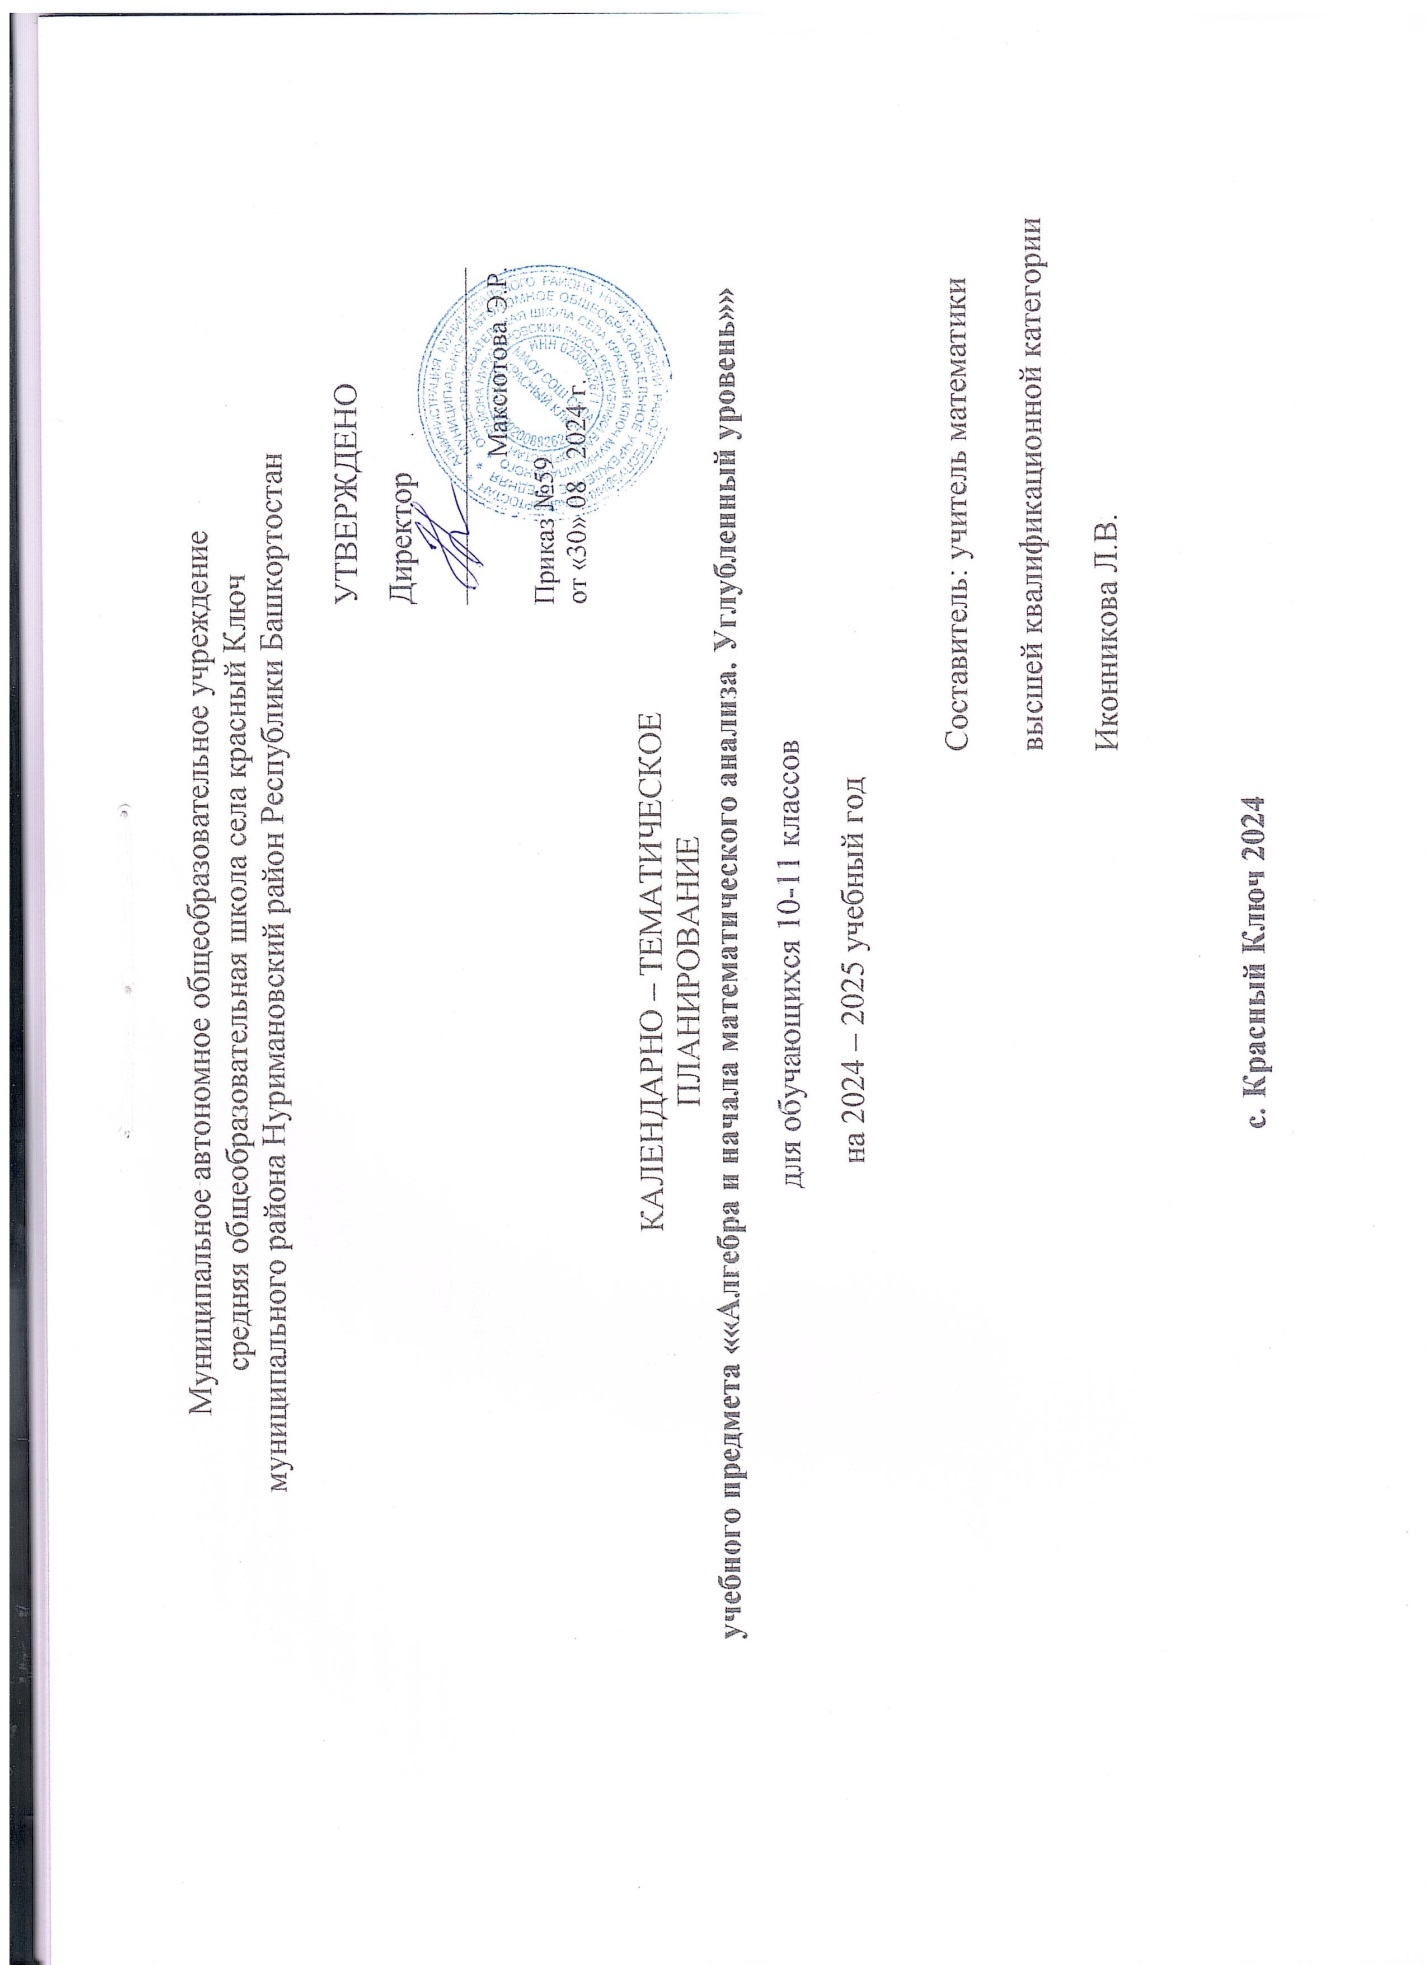 Муниципальное автономное общеобразовательное учреждение
средняя общеобразовательная школа села красный Ключ
муниципального района Нуримановский район Республики Башкортостан
УТВЕРЖДЕНО
Директор
Максютова Э.Р.
Приказ №59
от «30» 08 2024 г.
КАЛЕНДАРНО – ТЕМАТИЧЕСКОЕ
ПЛАНИРОВАНИЕ
учебного предмета ««Алгебра и начала математического анализа. Углубленный уровень»»
для обучающихся 10-11 классов
на 2024 – 2025 учебный год
Составитель: учитель математики
высшей квалификационной категории
Иконникова Л.В.
с. Красный Ключ 2024